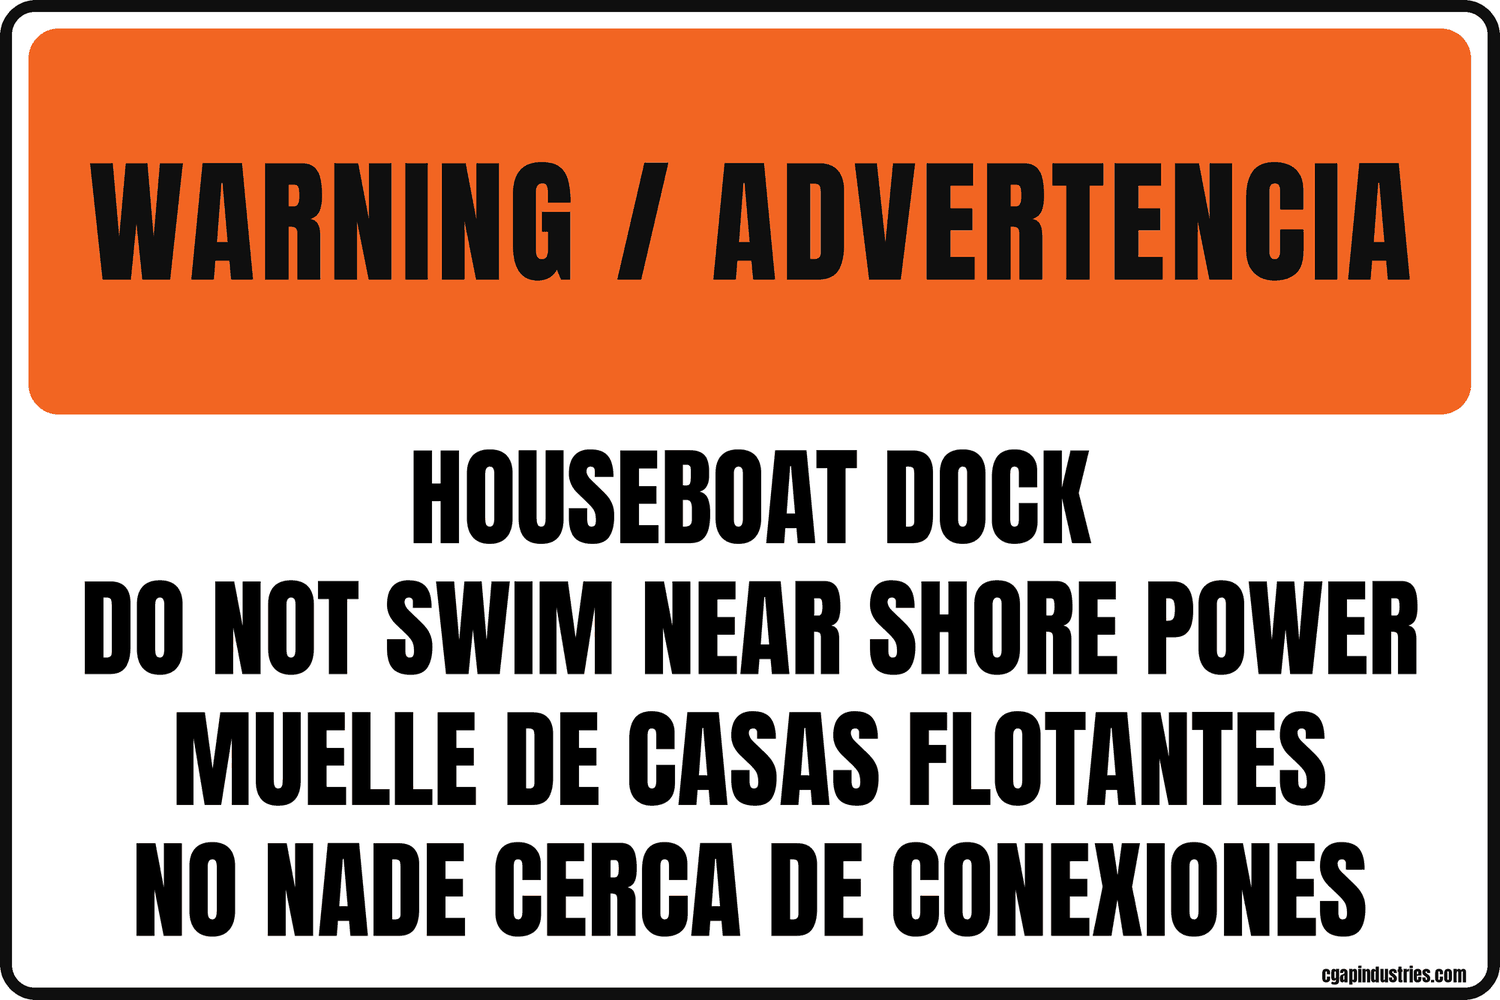 WARNING / ADVERTENCIA
HOUSEBOAT DOCK
DO NOT SWIM NEAR SHORE POWER
MUELLE DE CASAS FLOTANTES
NO NADE CERCA DE CONEXIONES
cgapindustries.com